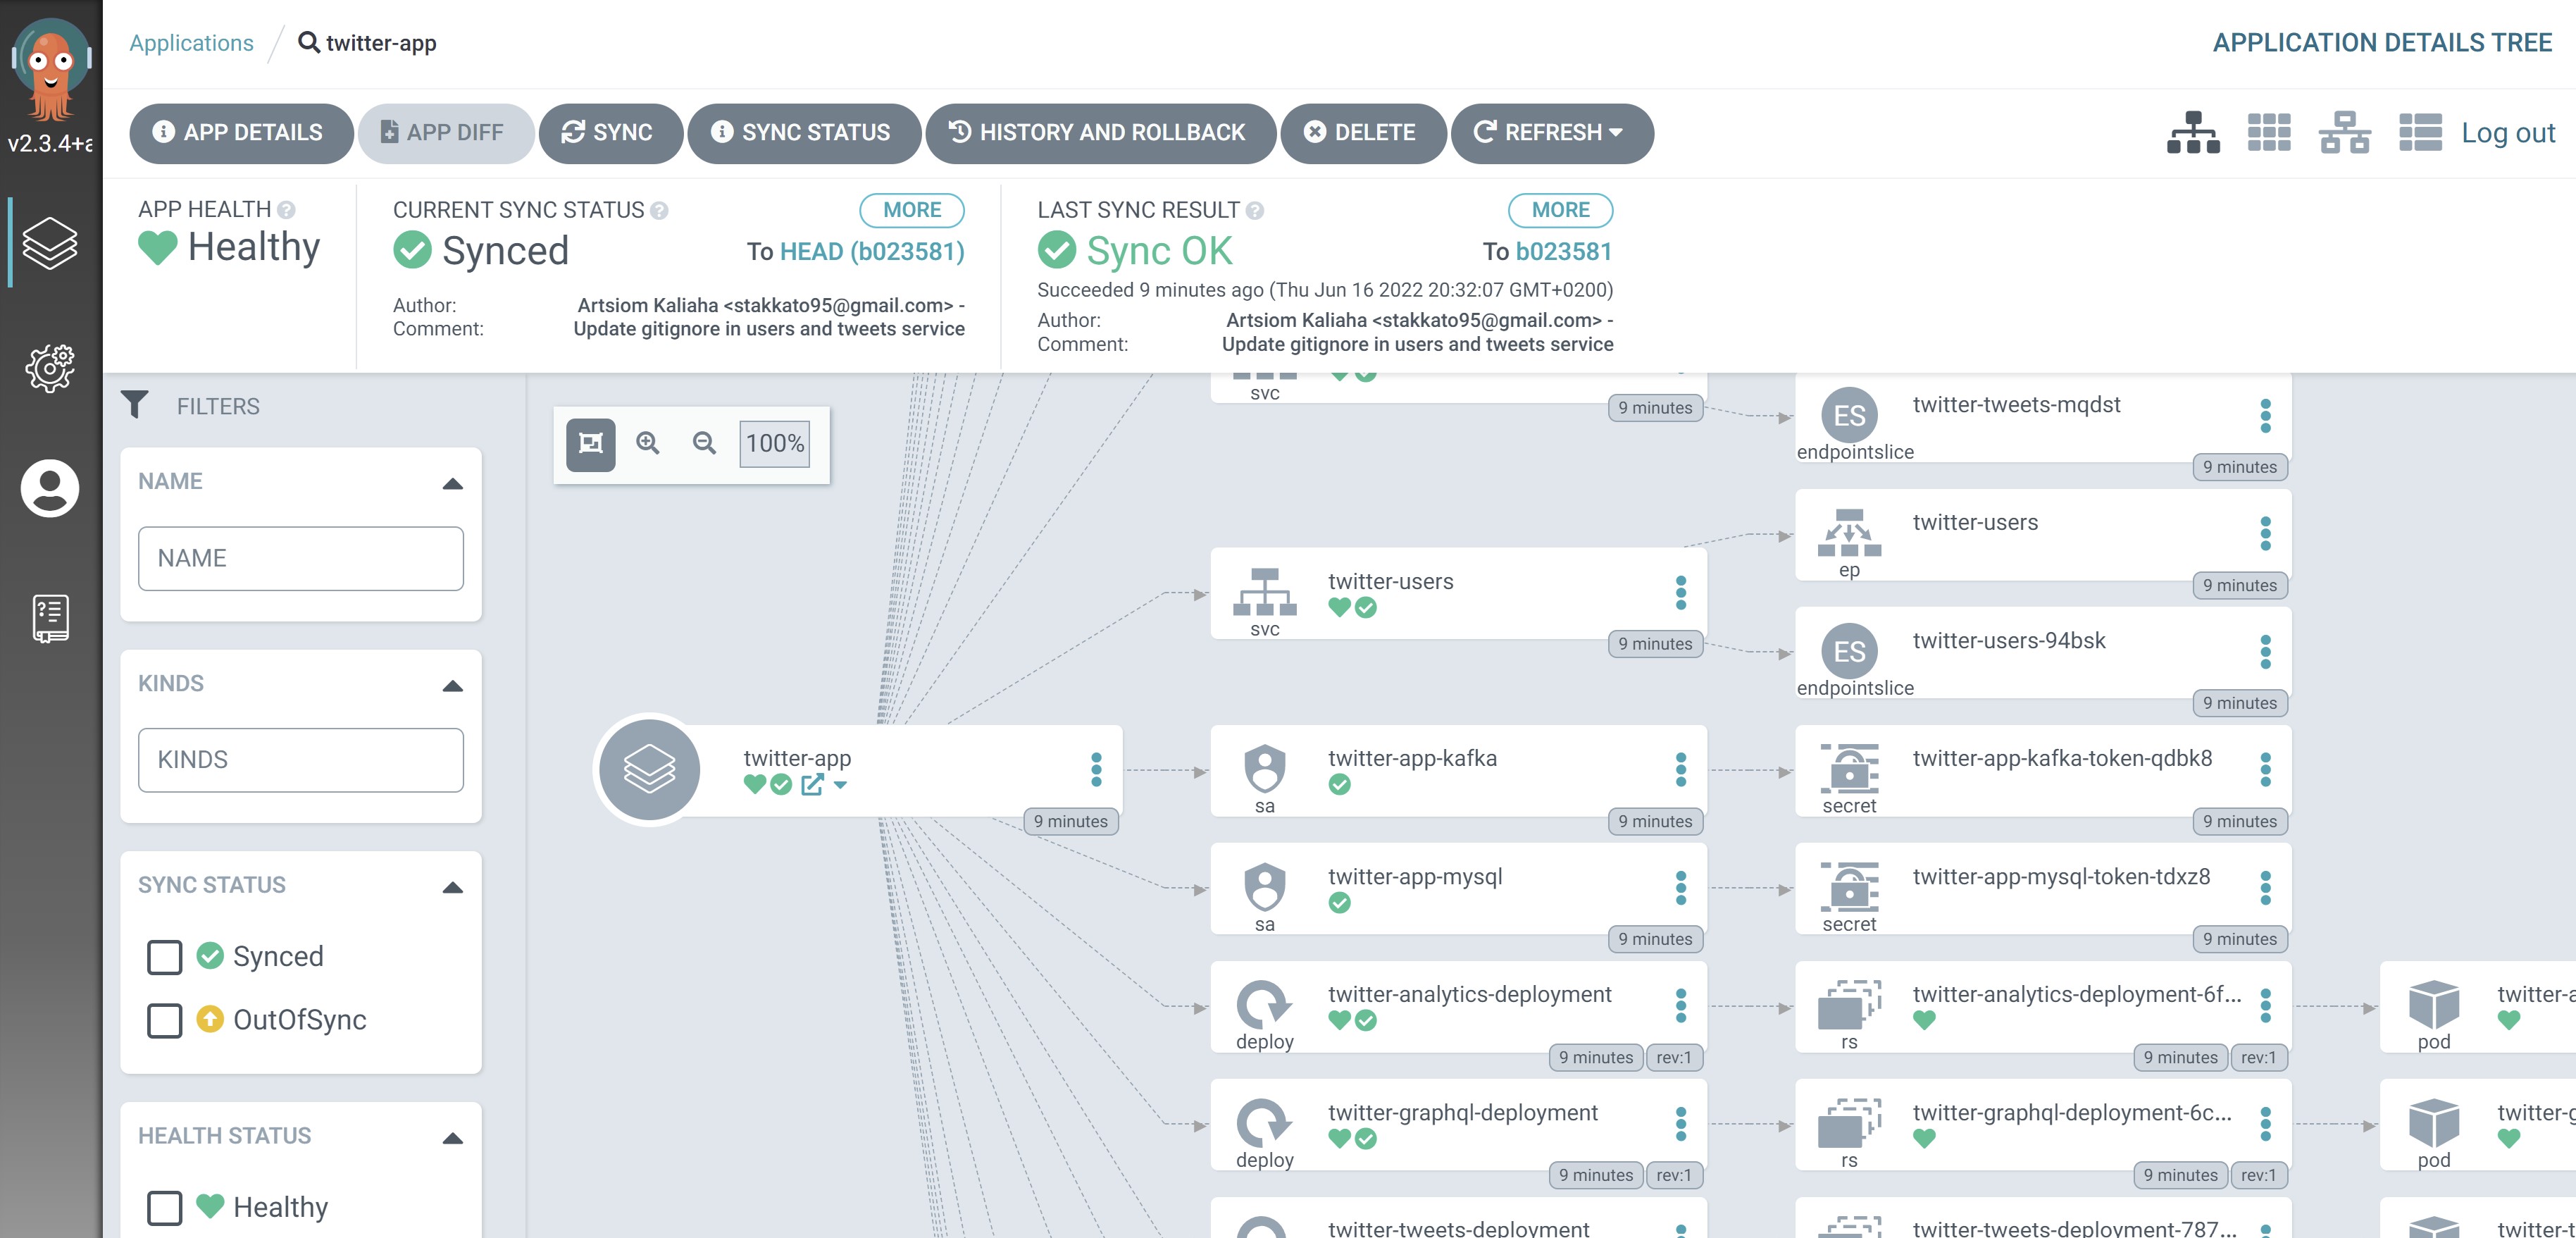 Applications / twitter-app
APPLICATION DETAILS TREE
v2.3.4+a
APP DETAILS
APP DIFF
SYNC
SYNC STATUS
HISTORY AND ROLLBACK
DELETE
REFRESH
Log out
APP HEALTH
Healthy
CURRENT SYNC STATUS
MORE
Synced
To HEAD (b023581)
Author: Artsiom Kaliaha <stakkato95@gmail.com> -
Comment: Update gitignore in users and tweets service
LAST SYNC RESULT
MORE
Sync OK
To b023581
Succeeded 9 minutes ago (Thu Jun 16 2022 20:32:07 GMT+0200)
Author: Artsiom Kaliaha <stakkato95@gmail.com> -
Comment: Update gitignore in users and tweets service
FILTERS
NAME
NAME
KINDS
KINDS
SYNC STATUS
Synced
OutOfSync
HEALTH STATUS
Healthy
100%
twitter-app
9 minutes
svc
9 minutes
twitter-users
svc
9 minutes
twitter-app-kafka
sa
9 minutes
twitter-app-mysql
sa
9 minutes
twitter-analytics-deployment
deploy
9 minutes
rev:1
twitter-graphql-deployment
deploy
9 minutes
rev:1
twitter-tweets-deployment
ES
twitter-tweets-mqdst
endpointslice
9 minutes
twitter-users
ep
9 minutes
ES
twitter-users-94bsk
endpointslice
9 minutes
twitter-app-kafka-token-qdbk8
secret
9 minutes
twitter-app-mysql-token-tdxz8
secret
9 minutes
twitter-analytics-deployment-6f...
rs
9 minutes
rev:1
twitter-graphql-deployment-6c...
rs
9 minutes
rev:1
twitter-tweets-deployment-787...
twitter-a
pod
twitter-g
pod
twitter-t